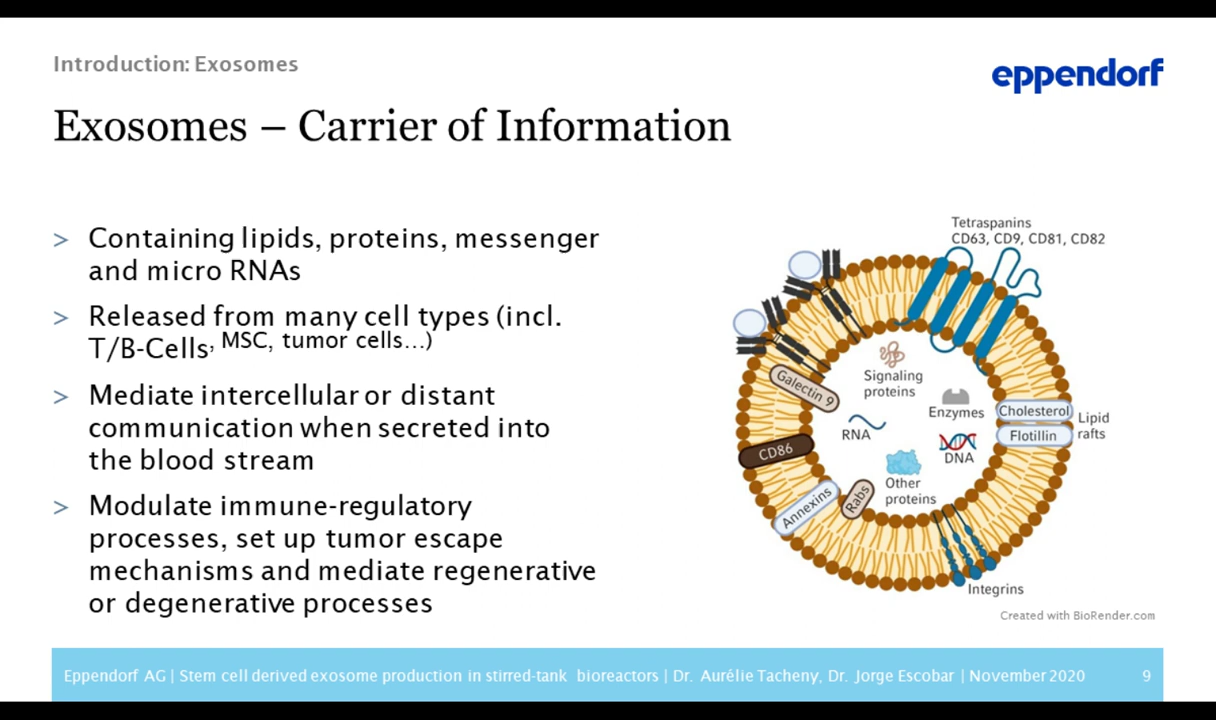 Introduction: Exosomes
eppendorf
Exosomes – Carrier of Information
> Containing lipids, proteins, messenger
and micro RNAs
> Released from many cell types (incl.
T/B-Cells, MSC, tumor cells...)
> Mediate intercellular or distant
communication when secreted into
the blood stream
> Modulate immune-regulatory
processes, set up tumor escape
mechanisms and mediate regenerative
or degenerative processes
Tetraspanins
CD63, CD9, CD81, CD82
Signaling
proteins
Galectin 9
Enzymes
Cholesterol
Flotillin
Lipid
rafts
RNA
DNA
CD86
Other
proteins
Annexins
Rabs
Integrins
Created with BioRender.com
Eppendorf AG | Stem cell derived exosome production in stirred-tank bioreactors | Dr. Aurélie Tacheny, Dr. Jorge Escobar | November 2020
9